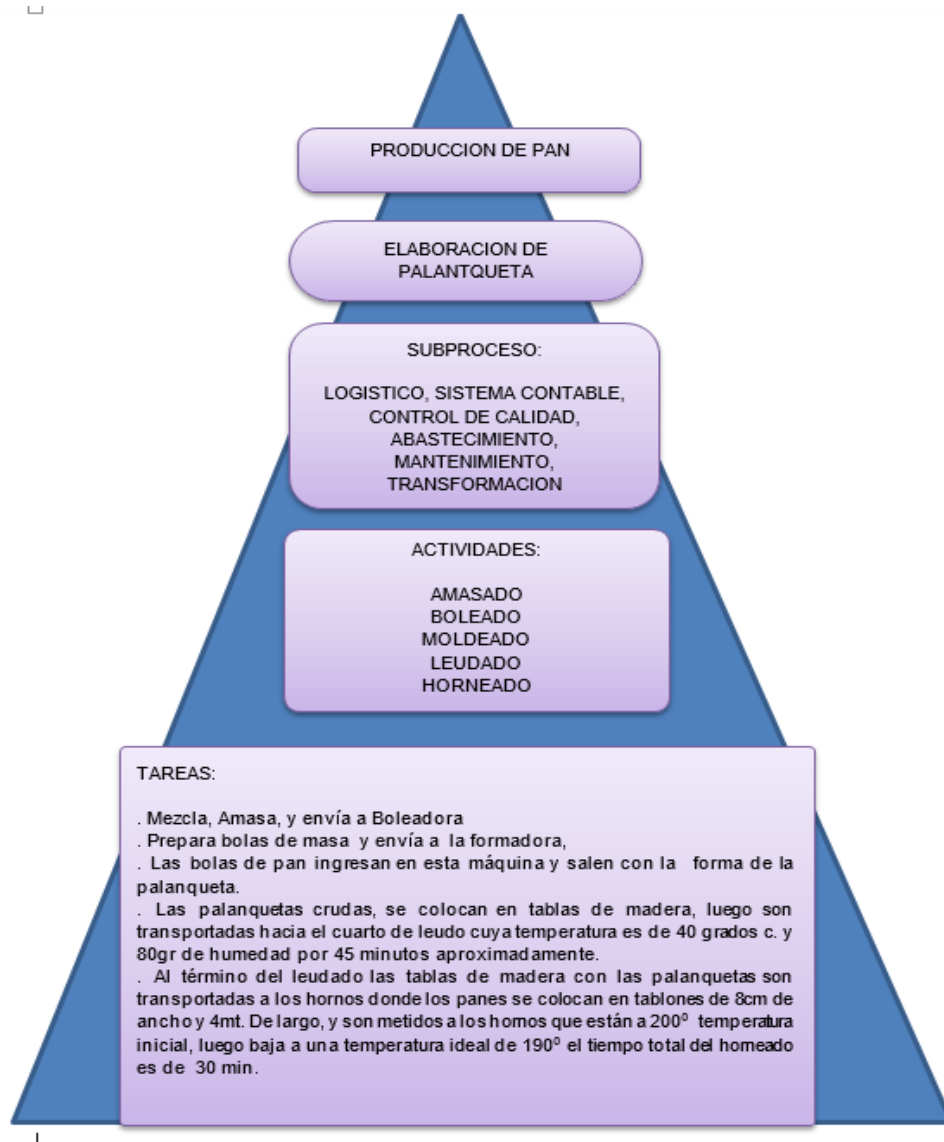 PRODUCCION DE PAN
ELABORACION DE
PALANTQUETA
SUBPROCESO:
LOGISTICO, SISTEMA CONTABLE,
CONTROL DE CALIDAD,
ABASTECIMIENTO,
MANTENIMIENTO,
TRANSFORMACION
ACTIVIDADES:
AMASADO
BOLEADO
MOLDEADO
LEUDADO
HORNEADO
TAREAS:
. Mezcla, Amasa, y envía a Boleadora
. Prepara bolas de masa y envía a la formadora,
. Las bolas de pan ingresan en esta máquina y salen con la forma de la
palanqueta.
. Las palanquetas crudas, se colocan en tablas de madera, luego son
transportadas hacia el cuarto de leudo cuya temperatura es de 40 grados c. y
80gr de humedad por 45 minutos aproximadamente.
. Al término del leudado las tablas de madera con las palanquetas son
transportadas a los hornos donde los panes se colocan en tablones de 8cm de
ancho y 4mt. De largo, y son metidos a los hornos que están a 200⁰ temperatura
inicial, luego baja a una temperatura ideal de 190⁰ el tiempo total del horneado
es de 30 min.